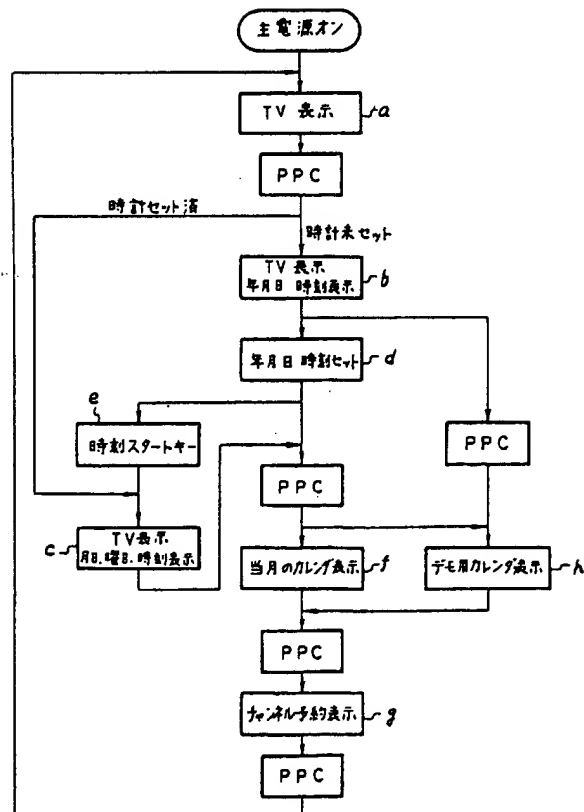 主電源オン
TV 表示
a
PPC
時計セット済
時計未セット
TV 表示
年月日 時刻表示
b
年月日 時刻セット
d
e
時刻スタートキー
PPC
PPC
c
TV表示
月日.曜日.時刻表示
当月のカレンダ表示
f
デモ用カレンダ表示
h
PPC
チャンネル予約表示
g
PPC